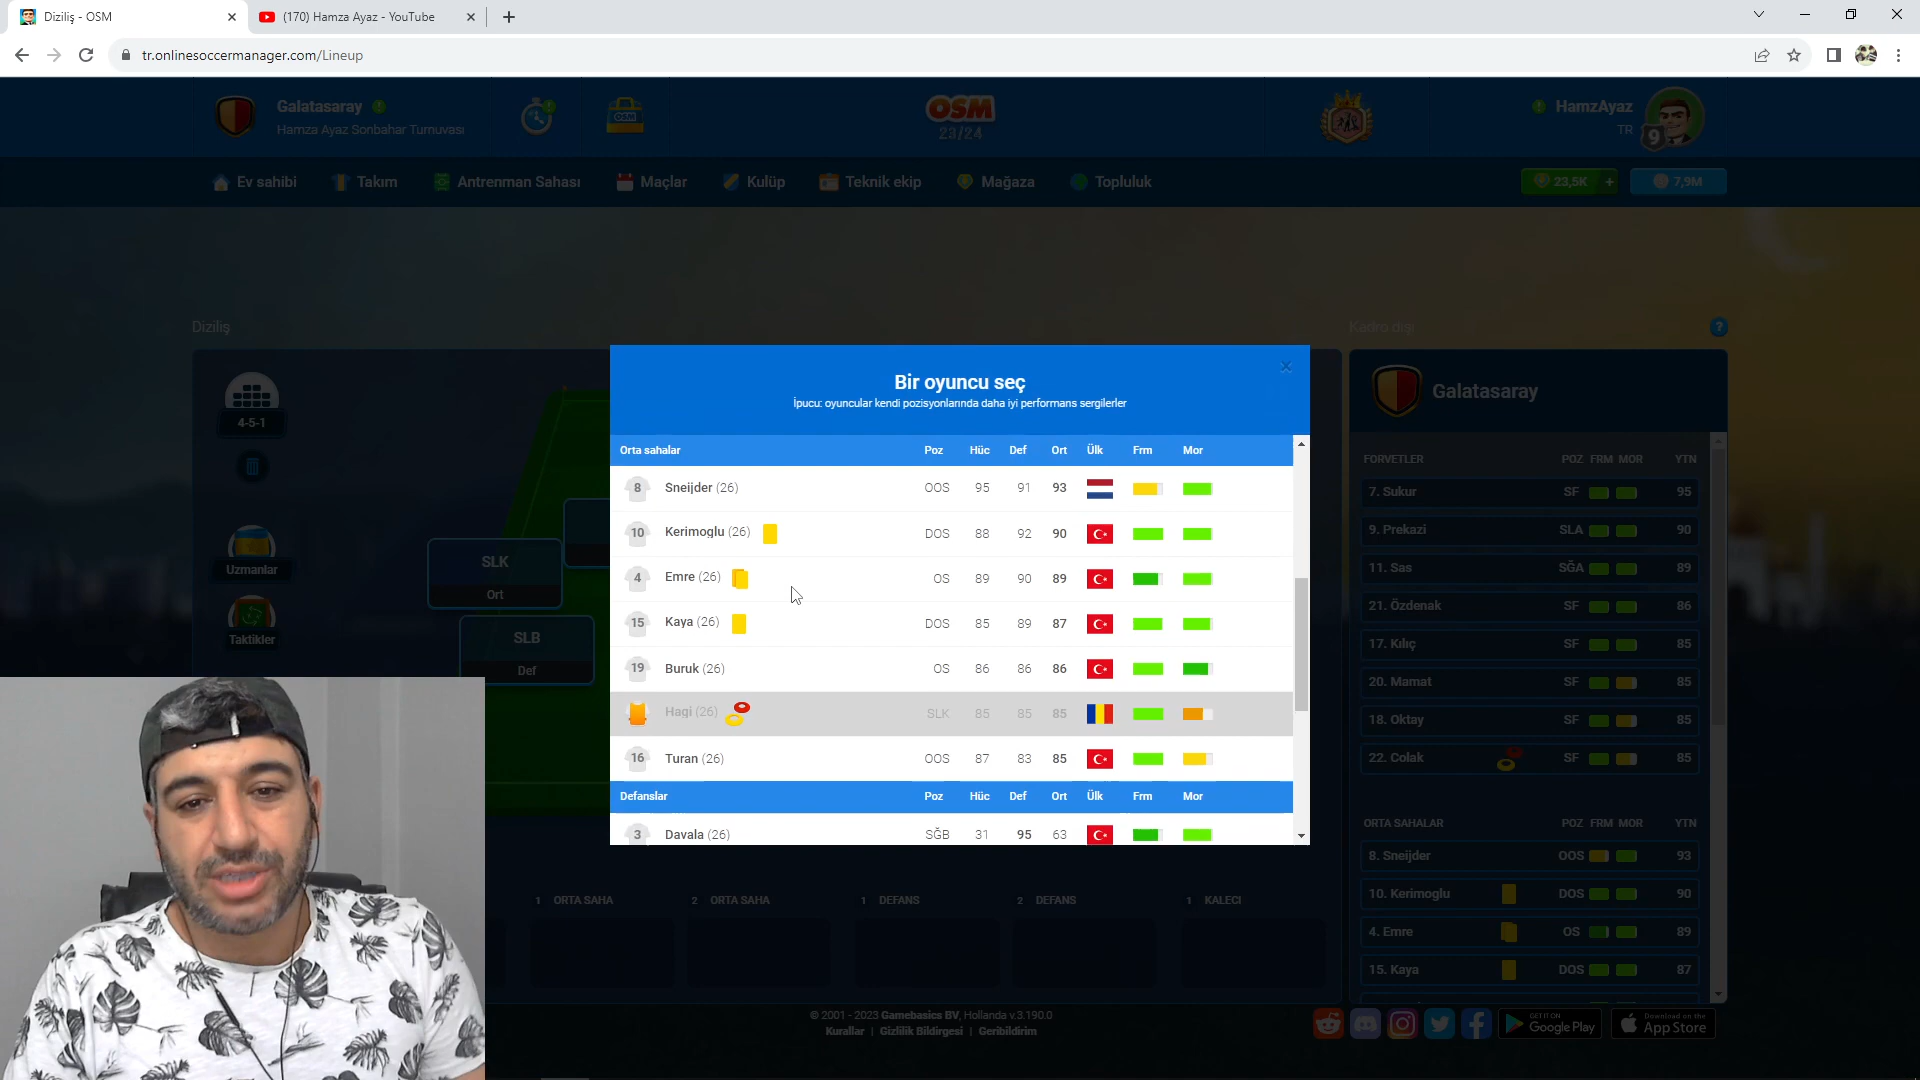 Diziliş - OSM
(170) Hamza Ayaz - YouTube
tr.onlinesoccermanager.com/Lineup
Galatasaray
Hamza Ayaz Sonbahar Turnuvası
OSM
OSM
23/24
HamzAyaz
TR
9
Ev sahibi
Takım
Antrenman Sahası
Maçlar
Kulüp
Teknik ekip
Mağaza
Topluluk
23,5K +
7,9M
Diziliş
Kadro dışı
?
4-5-1
Uzmanlar
Taktikler
SLK
Ort
SLB
Def
Bir oyuncu seç
İpucu: oyuncular kendi pozisyonlarında daha iyi performans sergilerler
Orta sahalar Poz Hüc Def Ort Ülk Frm Mor
8 Sneijder (26) OOS 95 91 93
10 Kerimoglu (26) DOS 88 92 90
4 Emre (26) OS 89 90 89
15 Kaya (26) DOS 85 89 87
19 Buruk (26) OS 86 86 86
Hagi (26) SLK 85 85 85
16 Turan (26) OOS 87 83 85
Defanslar Poz Hüc Def Ort Ülk Frm Mor
3 Davala (26) SĞB 31 95 63
1 ORTA SAHA
2 ORTA SAHA
1 DEFANS
2 DEFANS
1 KALECI
Galatasaray
FORVETLER POZ FRM MOR YTN
7. Sukur SF 95
9. Prekazi SLA 90
11. Sas SĞA 89
21. Özdenak SF 86
17. Kılıç SF 85
20. Mamat SF 85
18. Oktay SF 85
22. Colak SF 85
ORTA SAHALAR POZ FRM MOR YTN
8. Sneijder OOS 93
10. Kerimoglu DOS 90
4. Emre OS 89
15. Kaya DOS 87
© 2001 - 2023 Gamebasics BV, Hollanda v.3.190.0
Kurallar | Gizlilik Bildirgesi | Geribildirim
GET IT ON
Google Play
Download on the
App Store